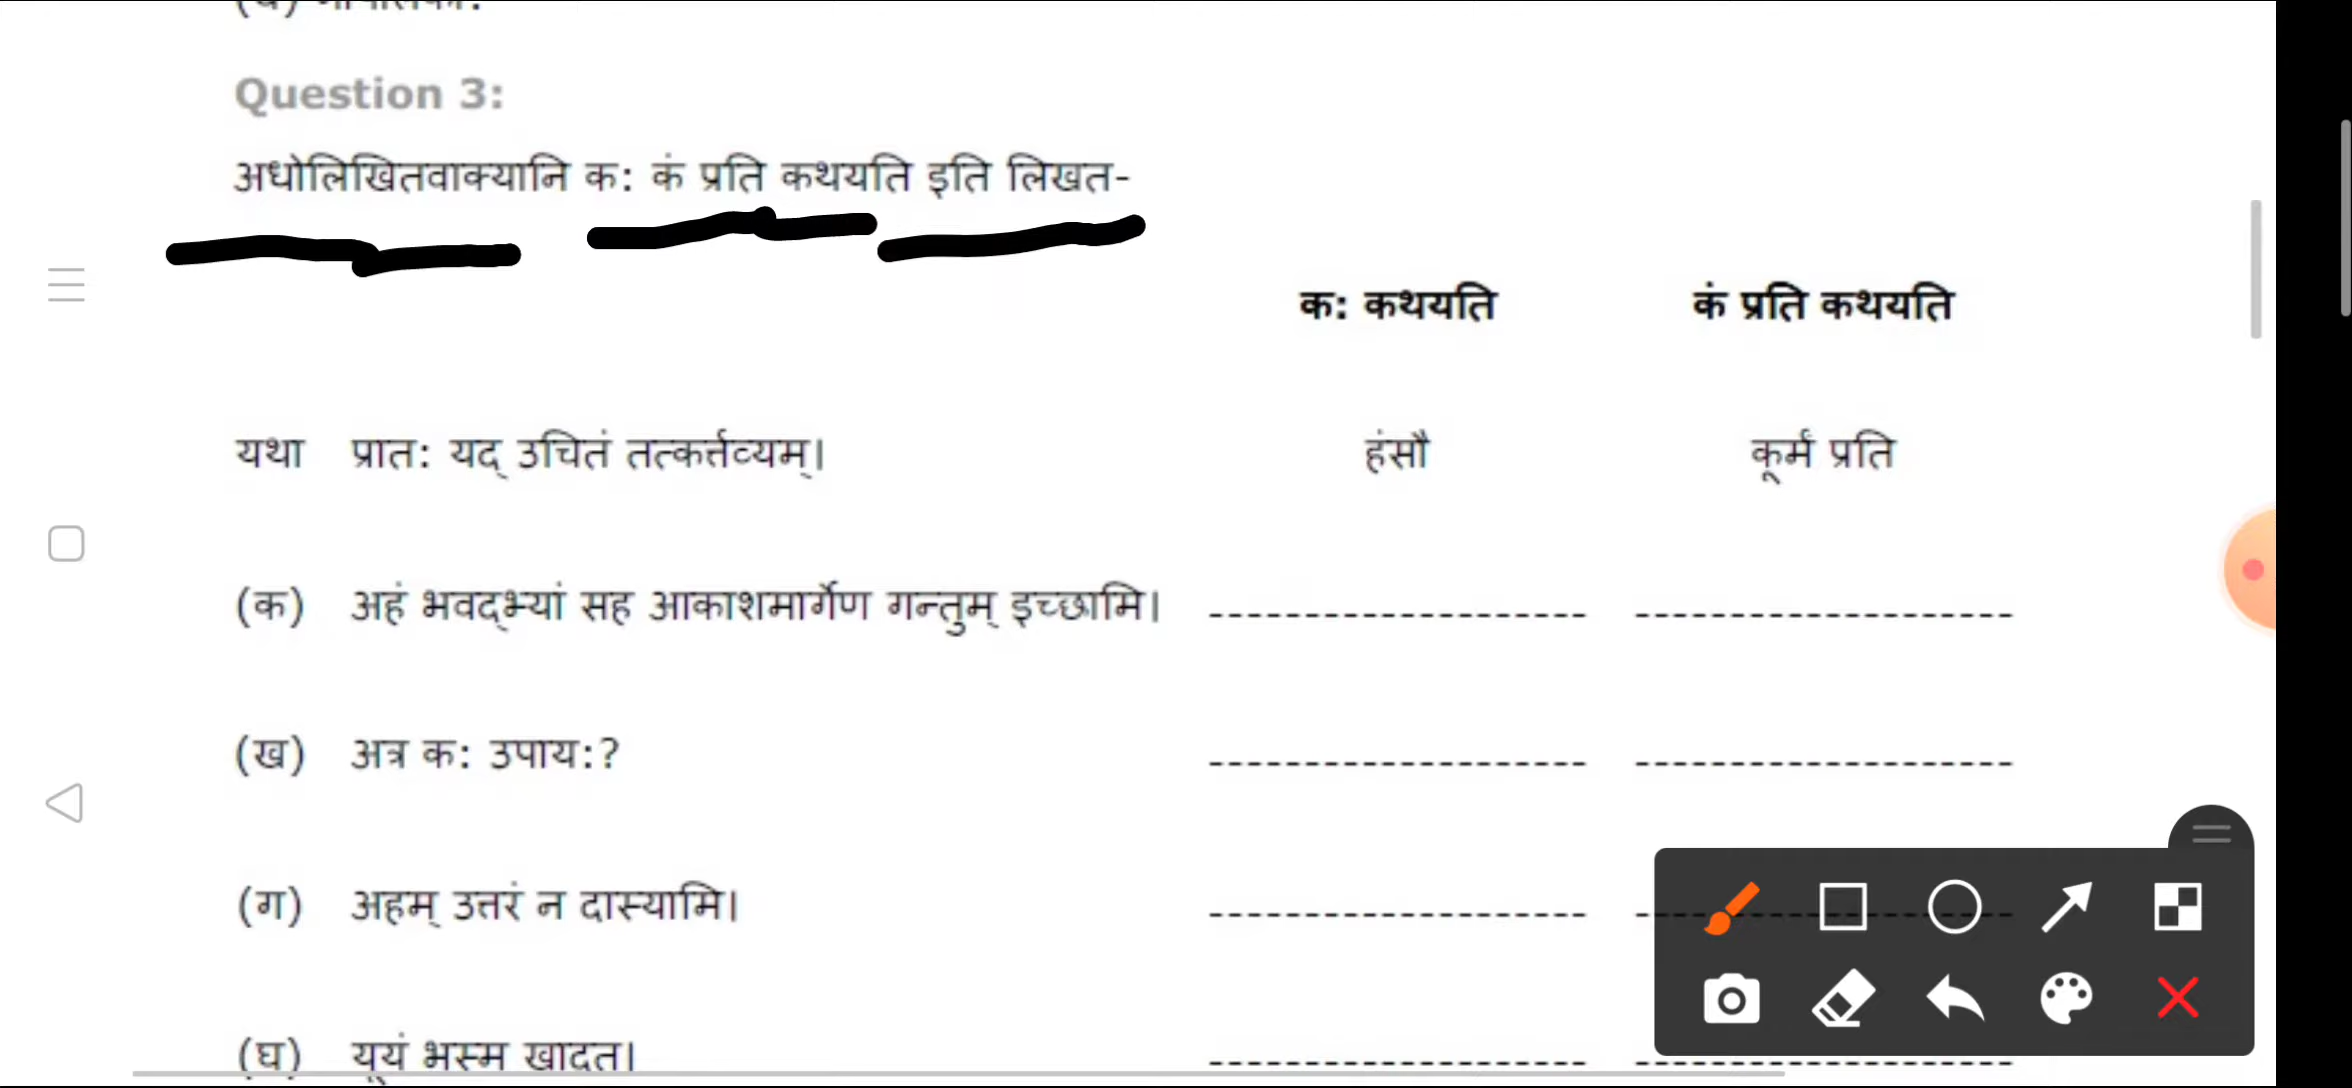 Question 3:
अधोलिखितवाक्यानि क: कं प्रति कथयति इति लिखत-
क: कथयति कं प्रति कथयति
यथा प्रात: यद् उचितं तत्कर्त्तव्यम्। हंसौ कूर्मं प्रति
(क) अहं भवद्भ्यां सह आकाशमार्गेण गन्तुम् इच्छामि। -------------------- --------------------
(ख) अत्र क: उपाय:? -------------------- --------------------
(ग) अहम् उत्तरं न दास्यामि। -------------------- --------------------
(घ) यूयं भस्म खादत। -------------------- --------------------